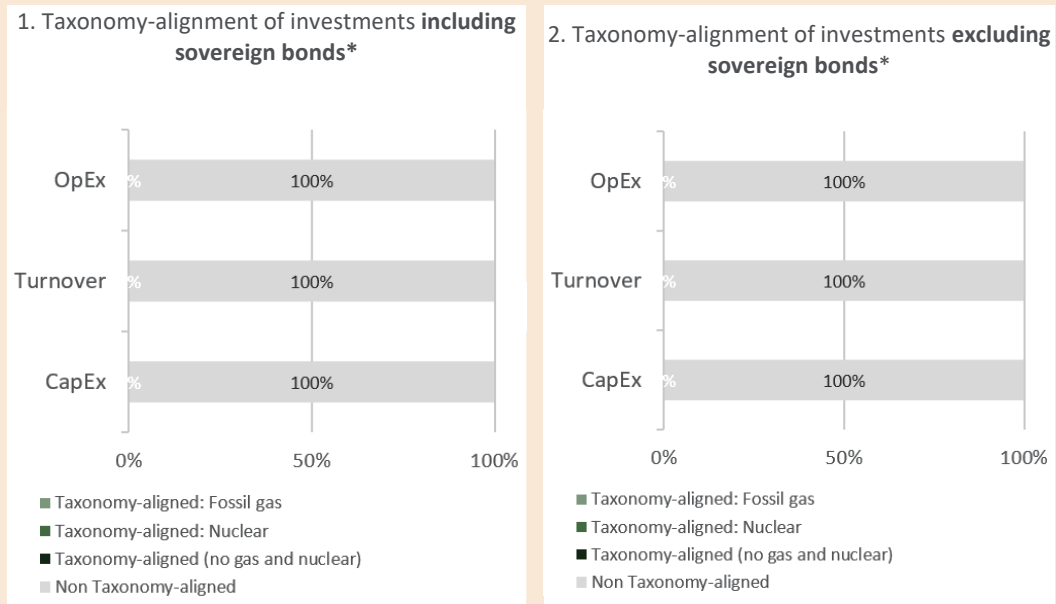 1. Taxonomy-alignment of investments including
sovereign bonds*
OpEx
%
100%
Turnover
%
100%
CapEx
%
100%
0%
50%
100%
Taxonomy-aligned: Fossil gas
Taxonomy-aligned: Nuclear
Taxonomy-aligned (no gas and nuclear)
Non Taxonomy-aligned
2. Taxonomy-alignment of investments excluding
sovereign bonds*
OpEx
%
100%
Turnover
%
100%
CapEx
%
100%
0%
50%
100%
Taxonomy-aligned: Fossil gas
Taxonomy-aligned: Nuclear
Taxonomy-aligned (no gas and nuclear)
Non Taxonomy-aligned